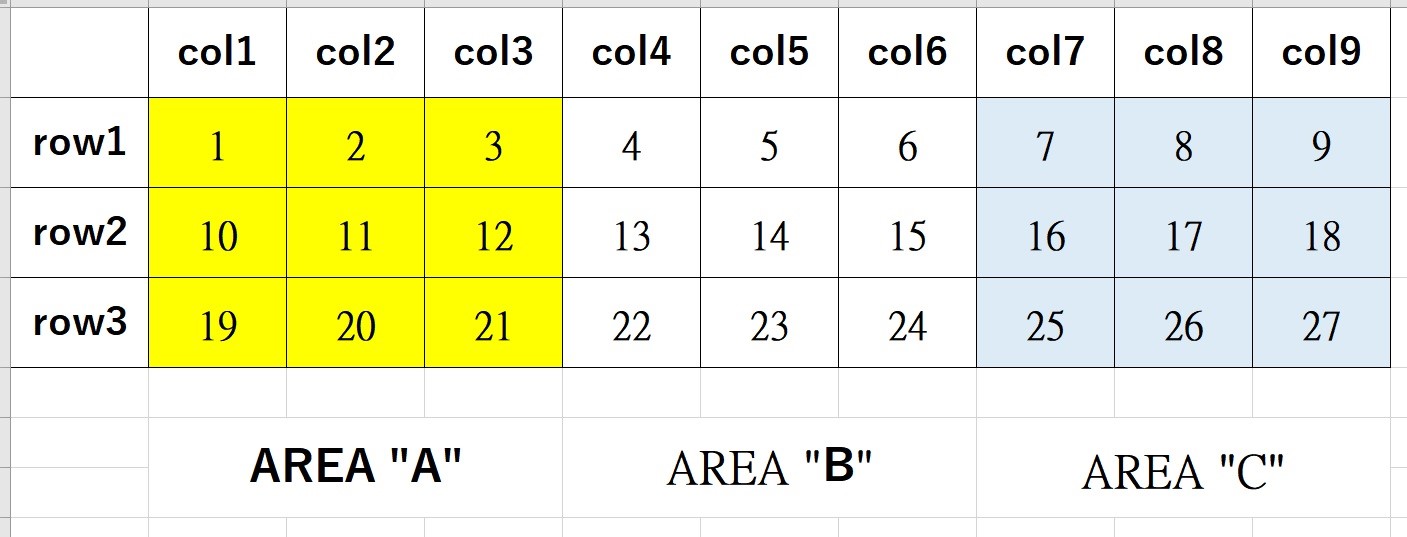 col1 col2 col3 col4 col5 col6 col7 col8 col9
row1 1 2 3 4 5 6 7 8 9
row2 10 11 12 13 14 15 16 17 18
row3 19 20 21 22 23 24 25 26 27
AREA "A" AREA "B" AREA "C"